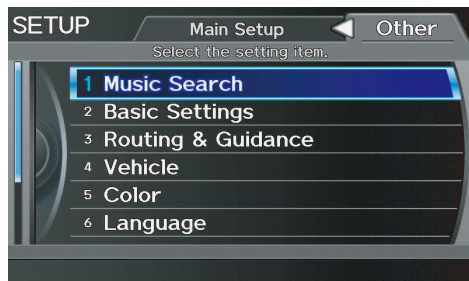 SETUP Main Setup Other
Select the setting item.
1 Music Search
2 Basic Settings
3 Routing & Guidance
4 Vehicle
5 Color
6 Language